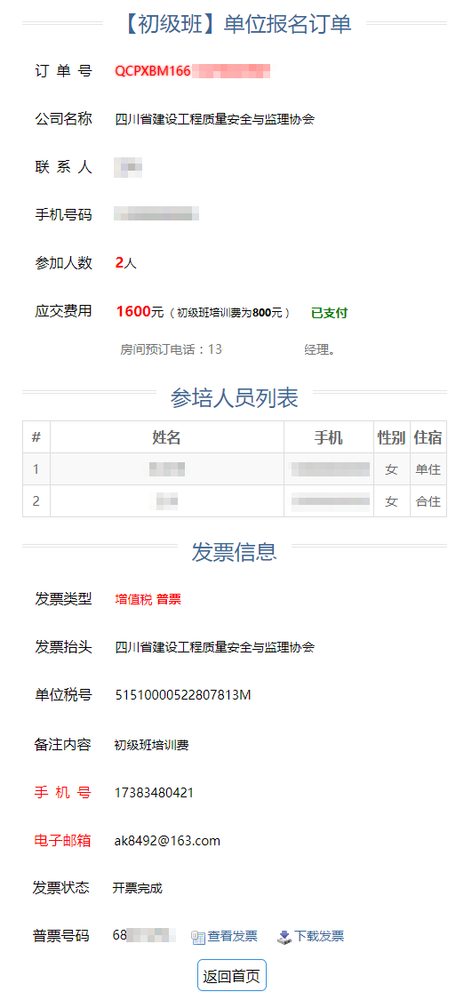 【初级班】单位报名订单
订 单 号 QCPXBM166
公司名称 四川省建设工程质量安全与监理协会
联 系 人
手机号码
参加人数 2人
应交费用 1600元（初级班培训费为800元） 已支付
房间预订电话：13 经理。
参培人员列表
# 姓名 手机 性别 住宿
1 女 单住
2 女 合住
发票信息
发票类型 增值税 普票
发票抬头 四川省建设工程质量安全与监理协会
单位税号 51510000522807813M
备注内容 初级班培训费
手 机 号 17383480421
电子邮箱 ak8492@163.com
发票状态 开票完成
普票号码 68 查看发票 下载发票
返回首页